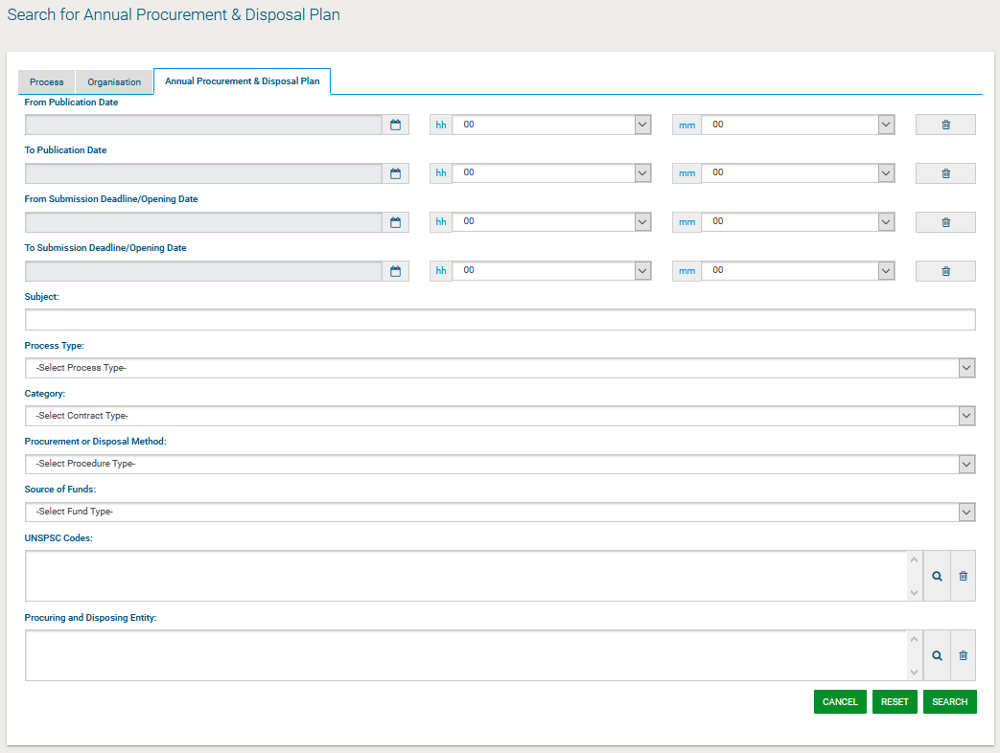 Search for Annual Procurement & Disposal Plan
Process Organisation Annual Procurement & Disposal Plan
From Publication Date
hh 00 mm 00
To Publication Date
hh 00 mm 00
From Submission Deadline/Opening Date
hh 00 mm 00
To Submission Deadline/Opening Date
hh 00 mm 00
Subject:
Process Type:
-Select Process Type-
Category:
-Select Contract Type-
Procurement or Disposal Method:
-Select Procedure Type-
Source of Funds:
-Select Fund Type-
UNSPSC Codes:
Procuring and Disposing Entity:
CANCEL RESET SEARCH